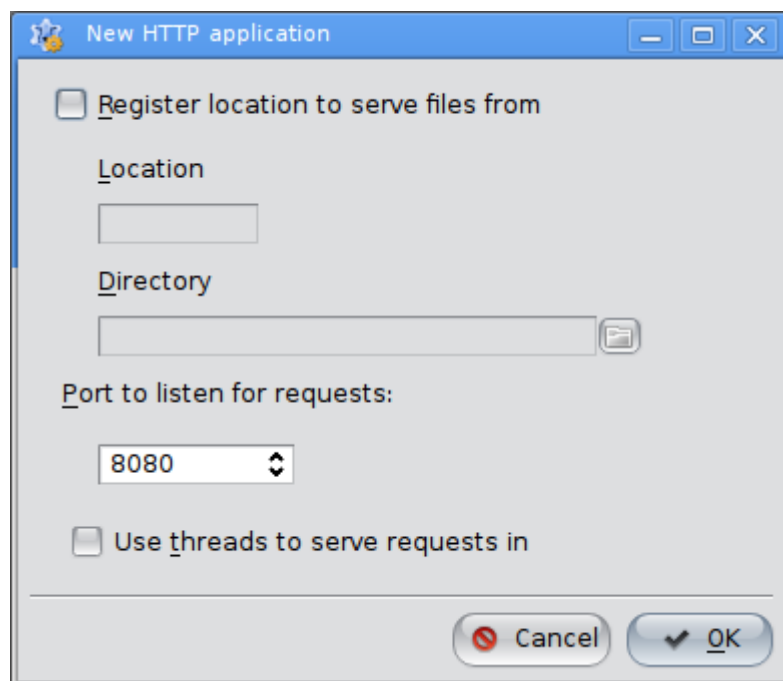 New HTTP application
Register location to serve files from
Location
Directory
Port to listen for requests:
8080
Use threads to serve requests in
Cancel OK